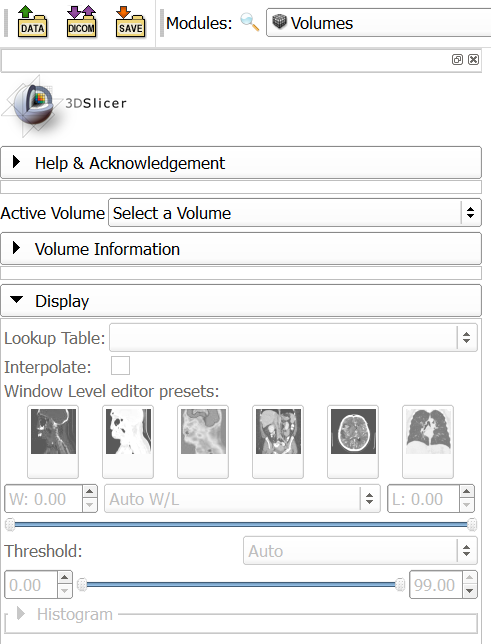 DATA DICOM SAVE Modules: Volumes
3DSlicer
Help & Acknowledgement
Active Volume Select a Volume
Volume Information
Display
Lookup Table:
Interpolate:
Window Level editor presets:
W: 0.00 Auto W/L L: 0.00
Threshold: Auto
0.00 99.00
Histogram